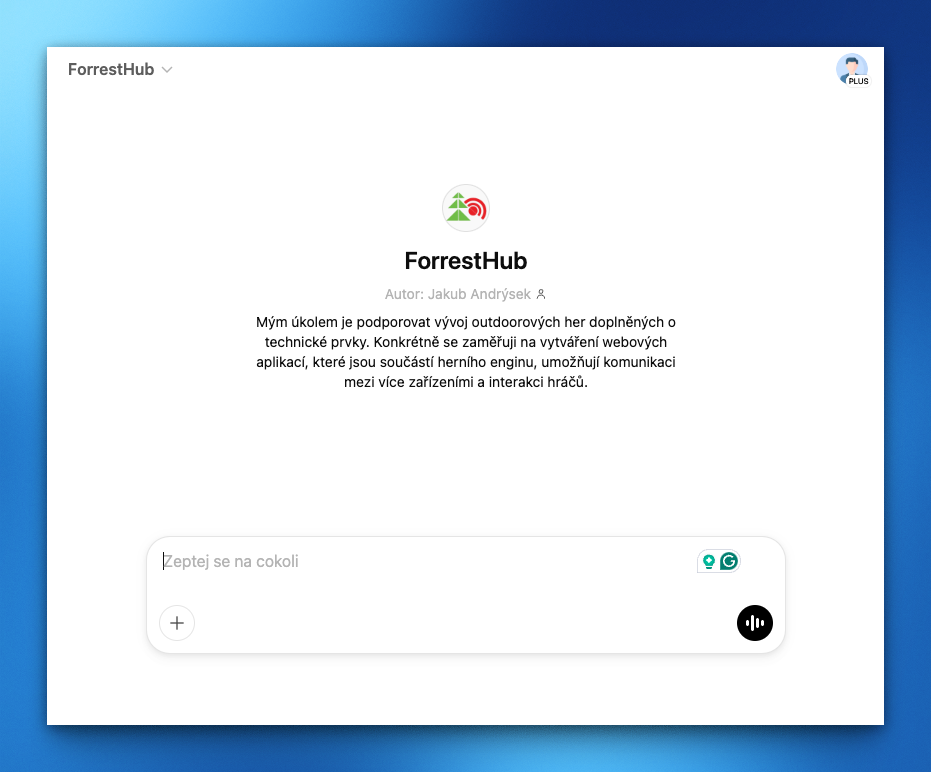 ForrestHub
PLUS
ForrestHub
Autor: Jakub Andrýsek
Mým úkolem je podporovat vývoj outdoorových her doplněných o
technické prvky. Konkrétně se zaměřuji na vytváření webových
aplikací, které jsou součástí herního enginu, umožňují komunikaci
mezi více zařízeními a interakci hráčů.
Zeptej se na cokoli